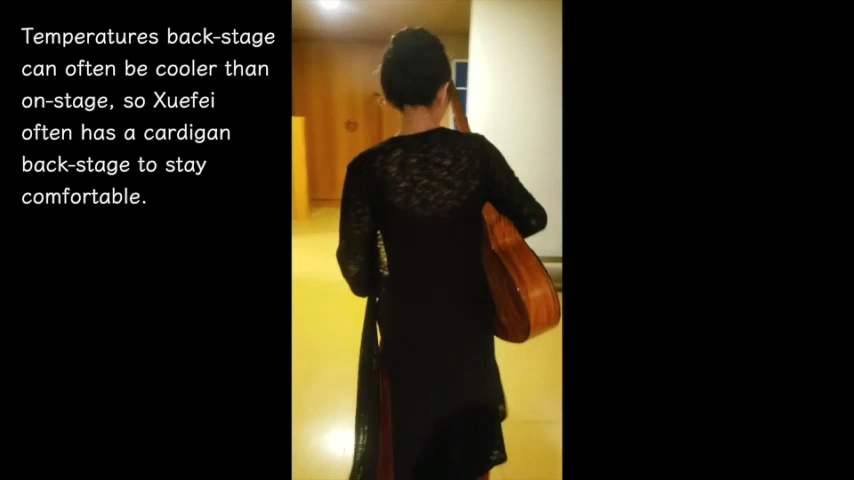 Temperatures back-stage
can often be cooler than
on-stage, so Xuefei
often has a cardigan
back-stage to stay
comfortable.